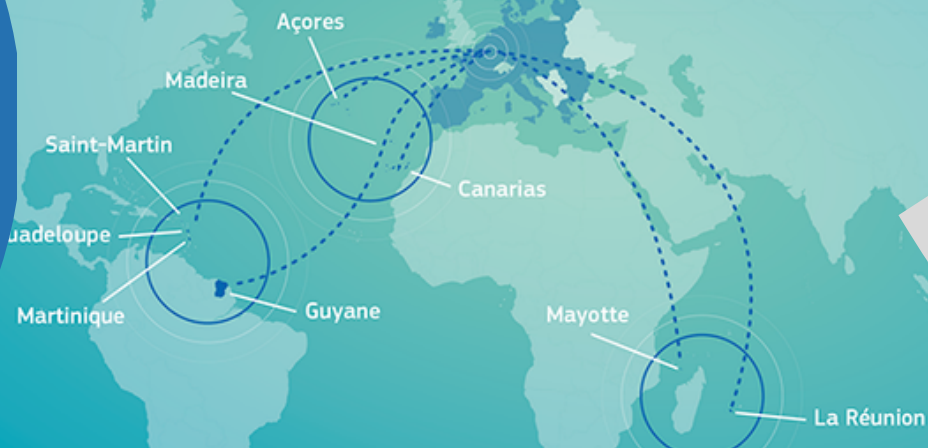 Açores
Madeira
Saint-Martin
Canarias
uadeloupe
Guyane
Martinique
Mayotte
La Réunion